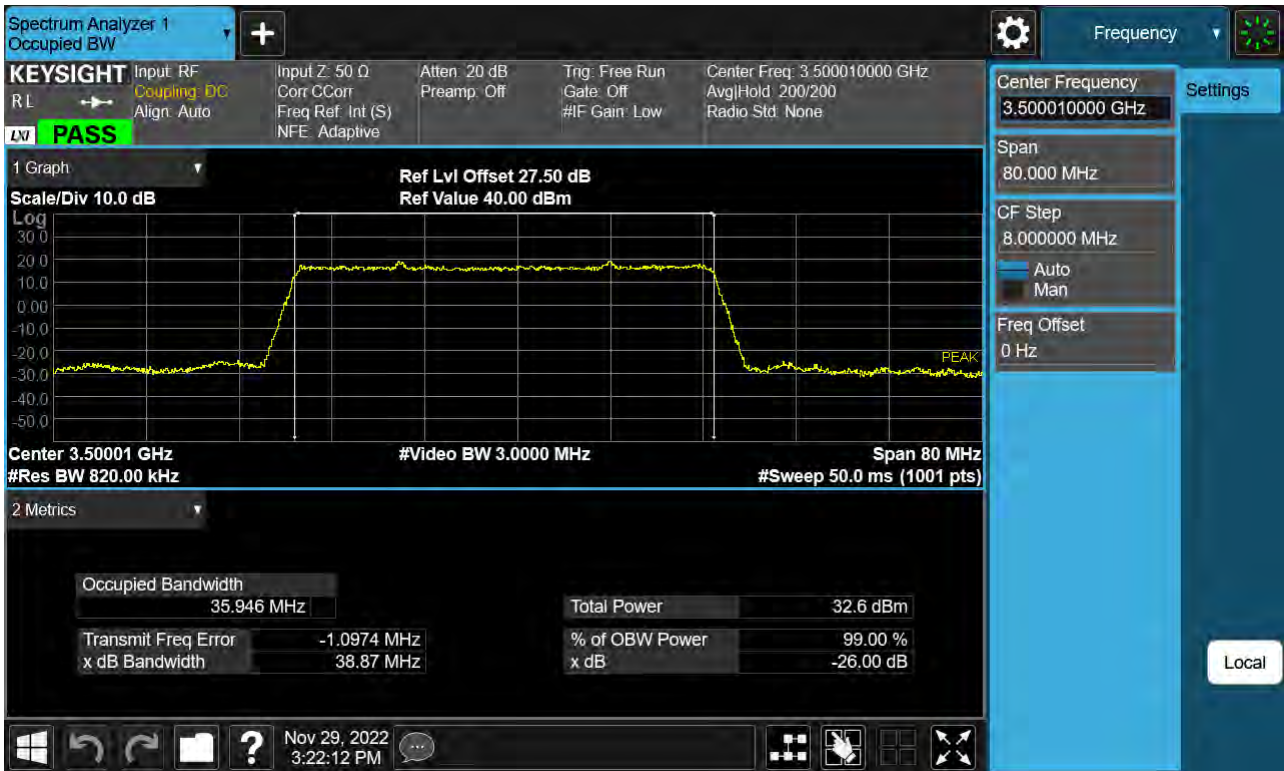 Spectrum Analyzer 1
Occupied BW
+
Frequency
KEYSIGHT
RL
LXI
PASS
Input: RF
Coupling: DC
Align: Auto
Input Z: 50 Ω
Corr CCorr
Freq Ref: Int (S)
NFE: Adaptive
Atten: 20 dB
Preamp: Off
Trig: Free Run
Gate: Off
#IF Gain: Low
Center Freq: 3.500010000 GHz
Avg|Hold: 200/200
Radio Std: None
1 Graph
Scale/Div 10.0 dB
Ref Lvl Offset 27.50 dB
Ref Value 40.00 dBm
Log
30.0
20.0
10.0
0.00
-10.0
-20.0
-30.0
-40.0
-50.0
PEAK
Center 3.50001 GHz
#Res BW 820.00 kHz
#Video BW 3.0000 MHz
Span 80 MHz
#Sweep 50.0 ms (1001 pts)
2 Metrics
Occupied Bandwidth
35.946 MHz
Transmit Freq Error -1.0974 MHz
x dB Bandwidth 38.87 MHz
Total Power 32.6 dBm
% of OBW Power 99.00 %
x dB -26.00 dB
Center Frequency
3.500010000 GHz
Span
80.000 MHz
CF Step
8.000000 MHz
Auto
Man
Freq Offset
0 Hz
Settings
Local
?
Nov 29, 2022
3:22:12 PM